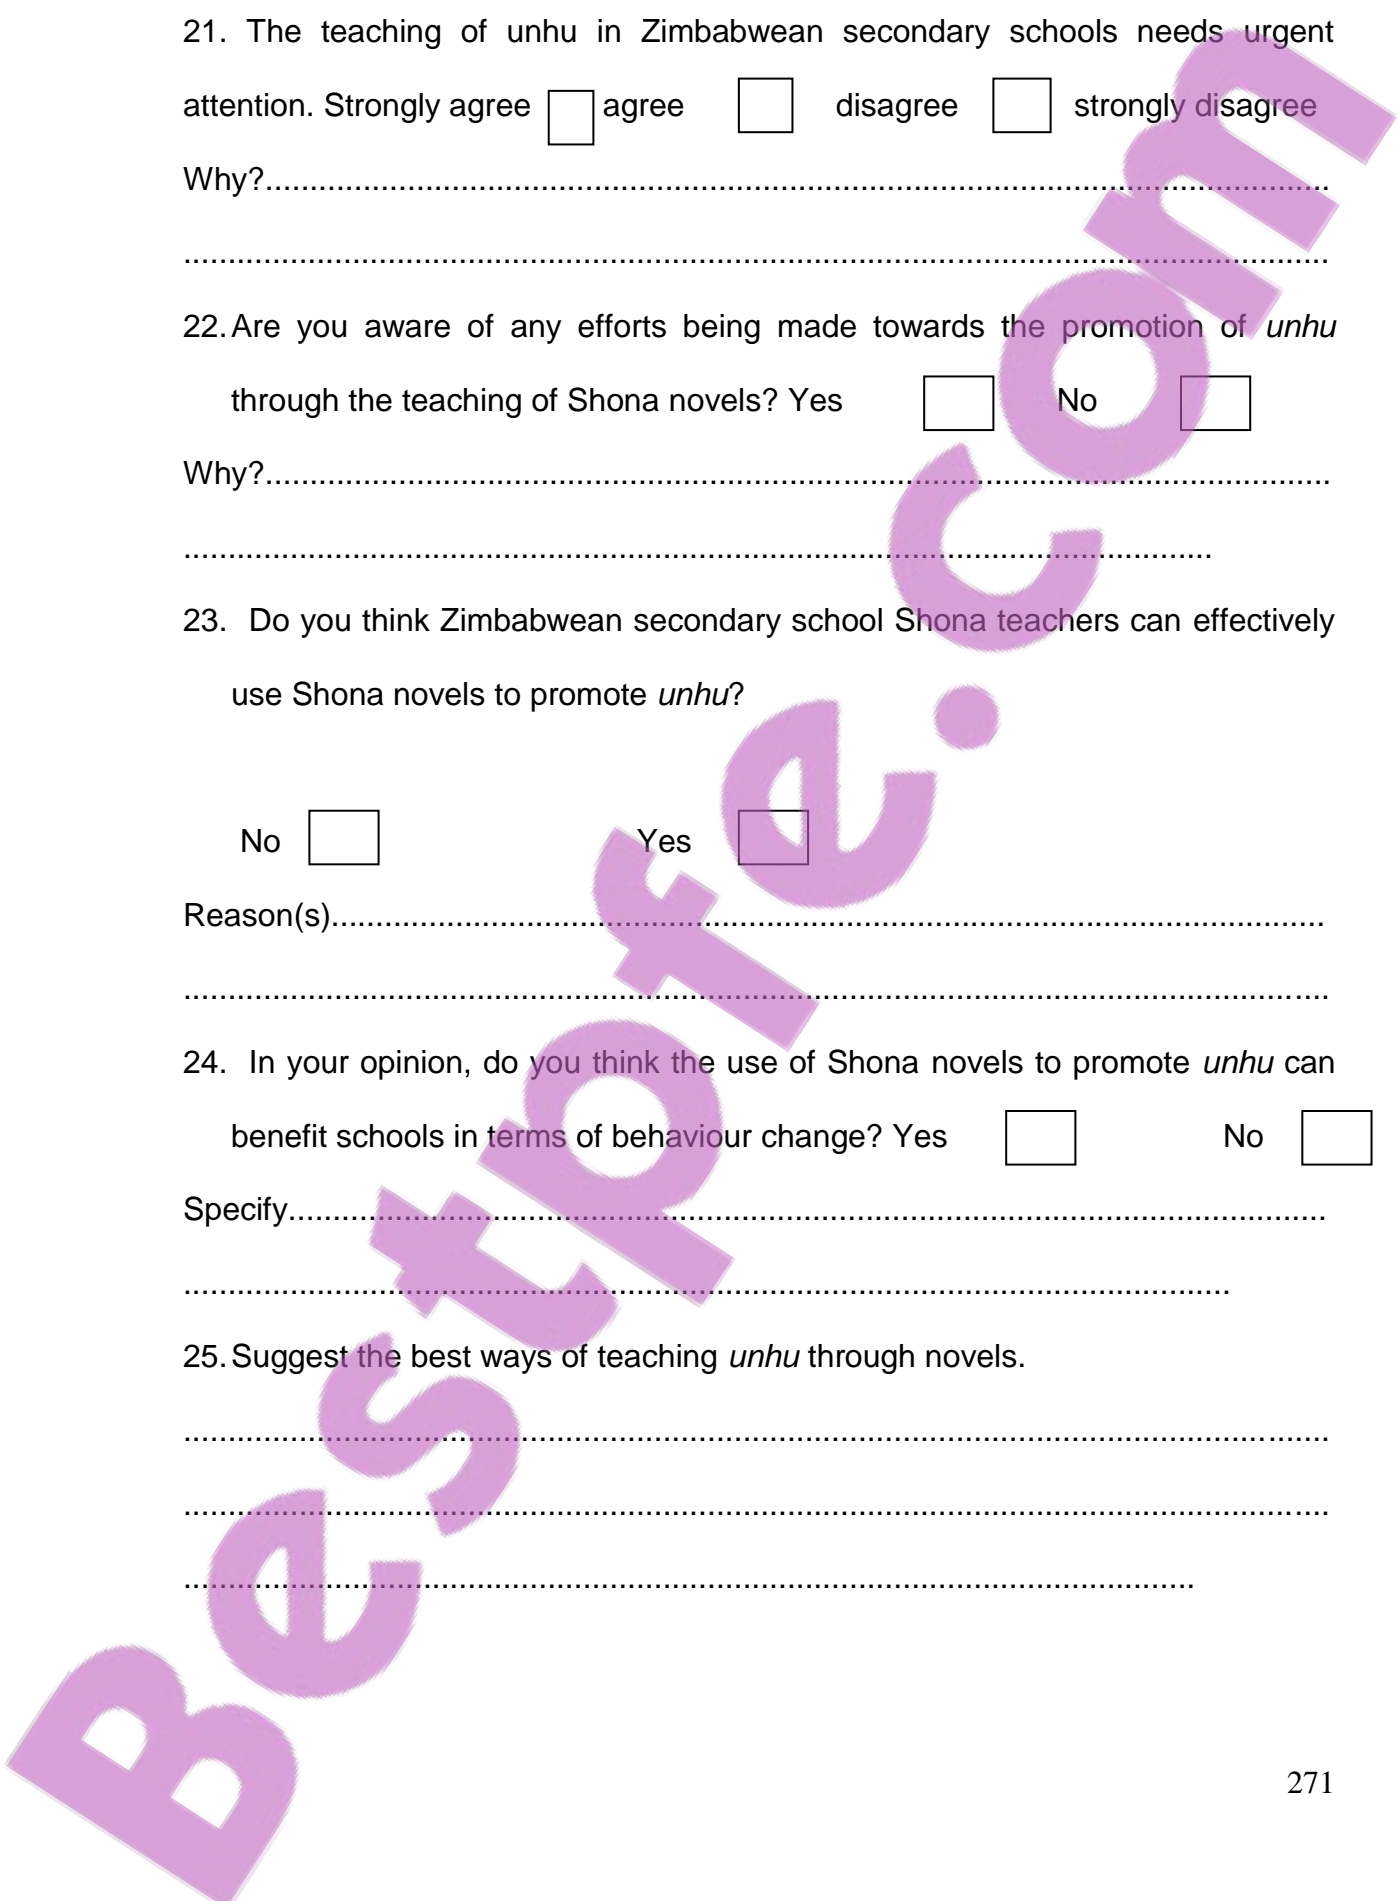 21. The teaching of unhu in Zimbabwean secondary schools needs urgent
attention. Strongly agree agree disagree strongly disagree
Why?........................................................................................................................
.................................................................................................................................
22. Are you aware of any efforts being made towards the promotion of unhu
through the teaching of Shona novels? Yes No
Why?........................................................................................................................
....................................................................................................................
23. Do you think Zimbabwean secondary school Shona teachers can effectively
use Shona novels to promote unhu?
No Yes
Reason(s)................................................................................................................
.................................................................................................................................
24. In your opinion, do you think the use of Shona novels to promote unhu can
benefit schools in terms of behaviour change? Yes No
Specify.....................................................................................................................
......................................................................................................................
25. Suggest the best ways of teaching unhu through novels.
.................................................................................................................................
.................................................................................................................................
..................................................................................................................
271
Bestpfe.com